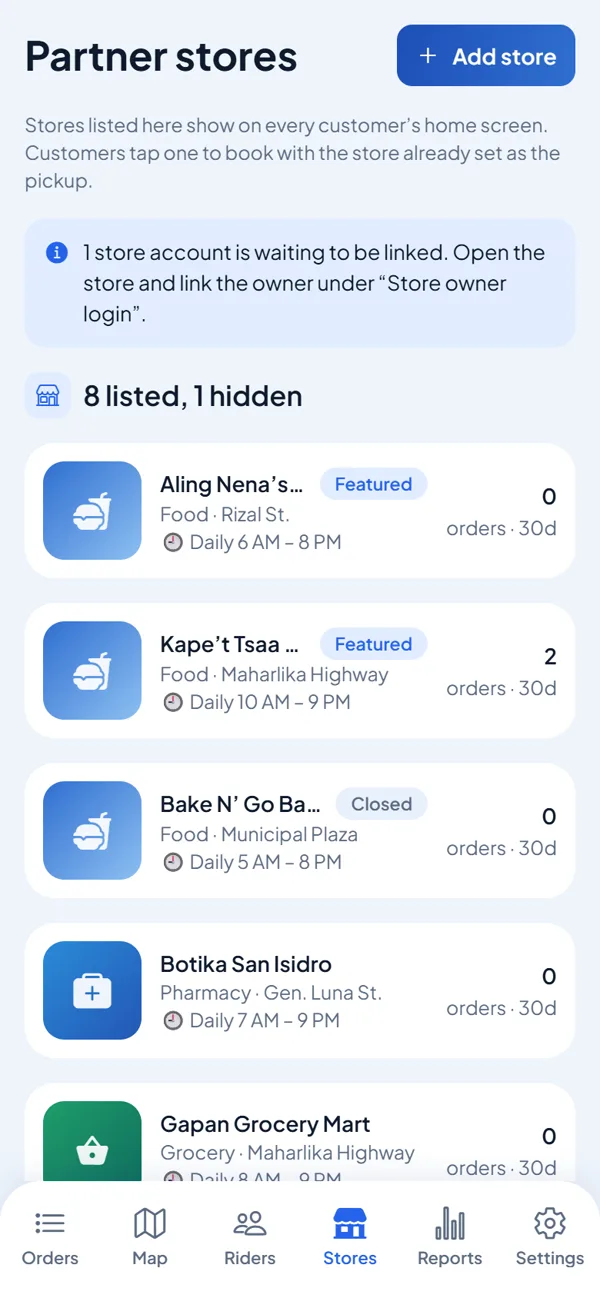 Partner stores
+ Add store
Stores listed here show on every customer’s home screen.
Customers tap one to book with the store already set as the
pickup.
1 store account is waiting to be linked. Open the
store and link the owner under “Store owner
login”.
8 listed, 1 hidden
Aling Nena’s... Featured
0
Food · Rizal St.
orders · 30d
Daily 6 AM – 8 PM
Kape’t Tsaa ... Featured
2
Food · Maharlika Highway
orders · 30d
Daily 10 AM – 9 PM
Bake N’ Go Ba... Closed
0
Food · Municipal Plaza
orders · 30d
Daily 5 AM – 8 PM
Botika San Isidro
0
Pharmacy · Gen. Luna St.
orders · 30d
Daily 7 AM – 9 PM
Gapan Grocery Mart
0
Grocery · Maharlika Highway
orders · 30d
Daily 8 AM – 9 PM
Orders Map Riders Stores Reports Settings